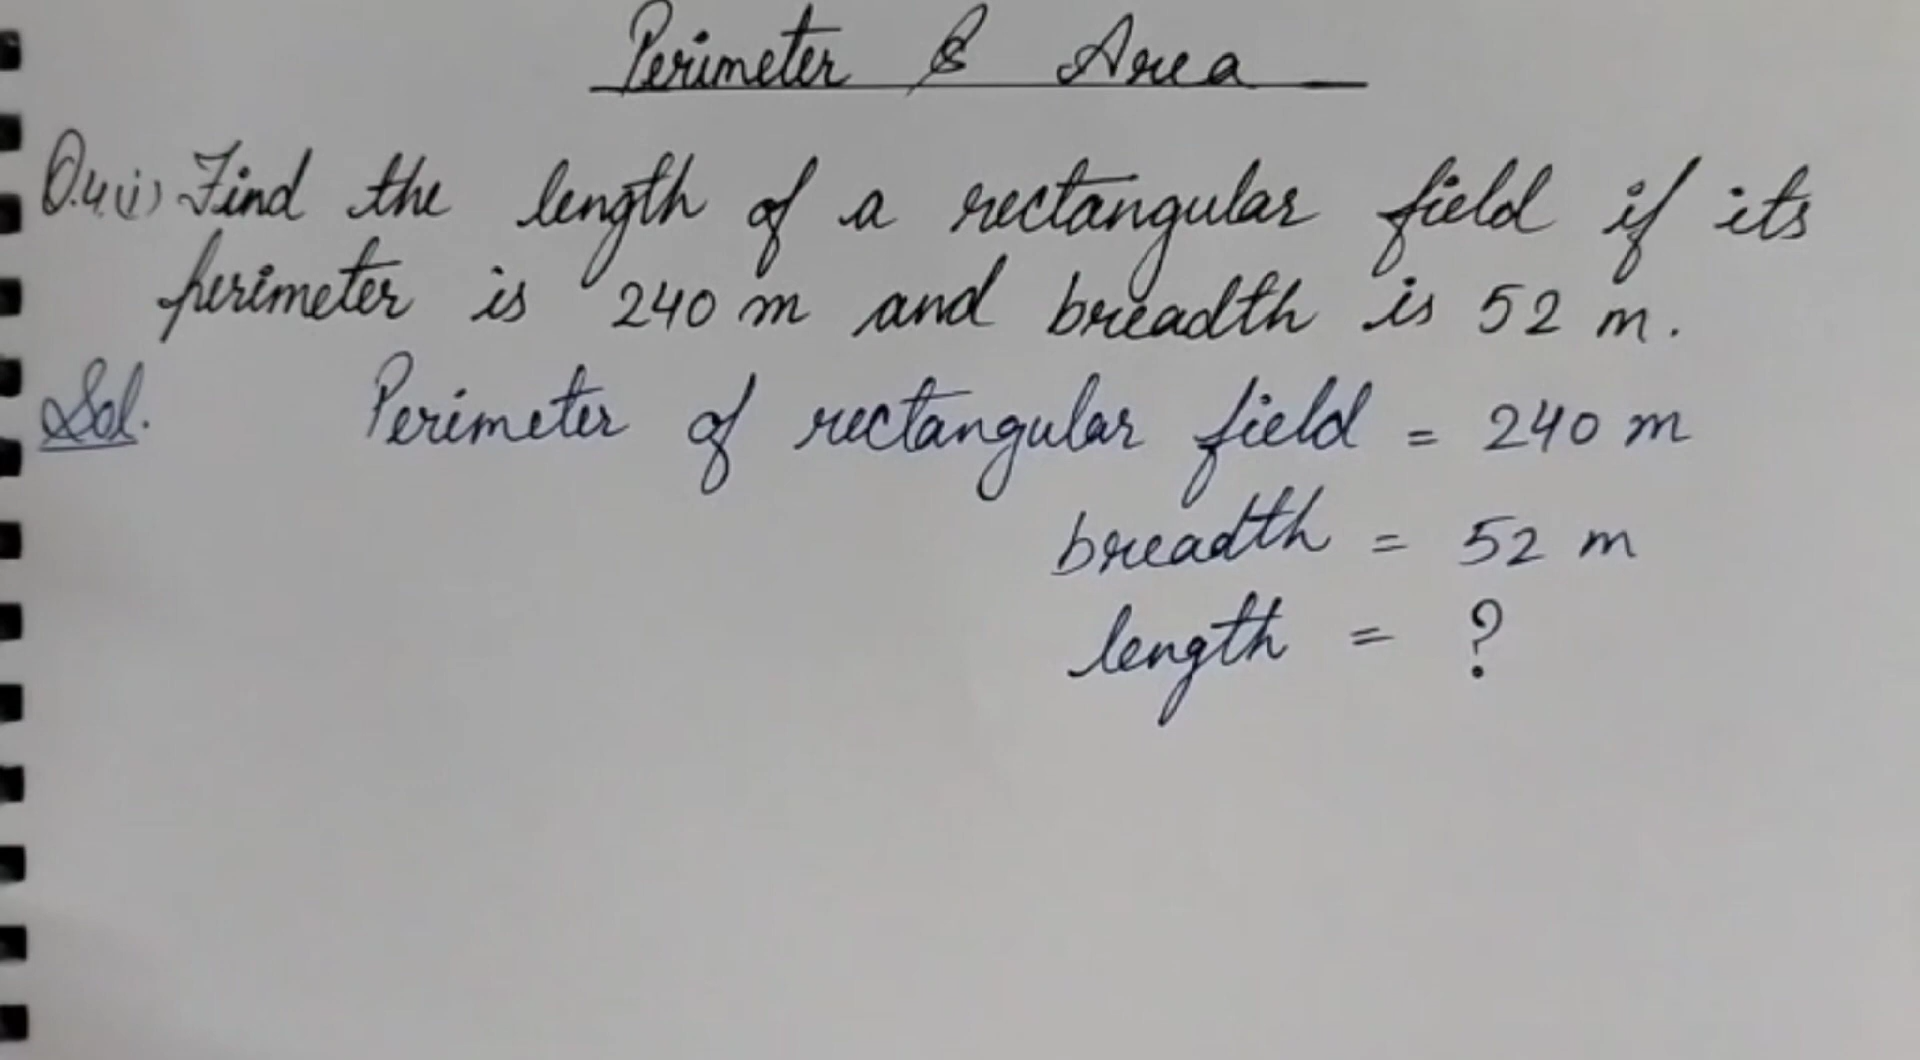 Perimeter & Area
Q.4(i) Find the length of a rectangular field if its
perimeter is 240 m and breadth is 52 m.
Sol. Perimeter of rectangular field = 240 m
breadth = 52 m
length = ?